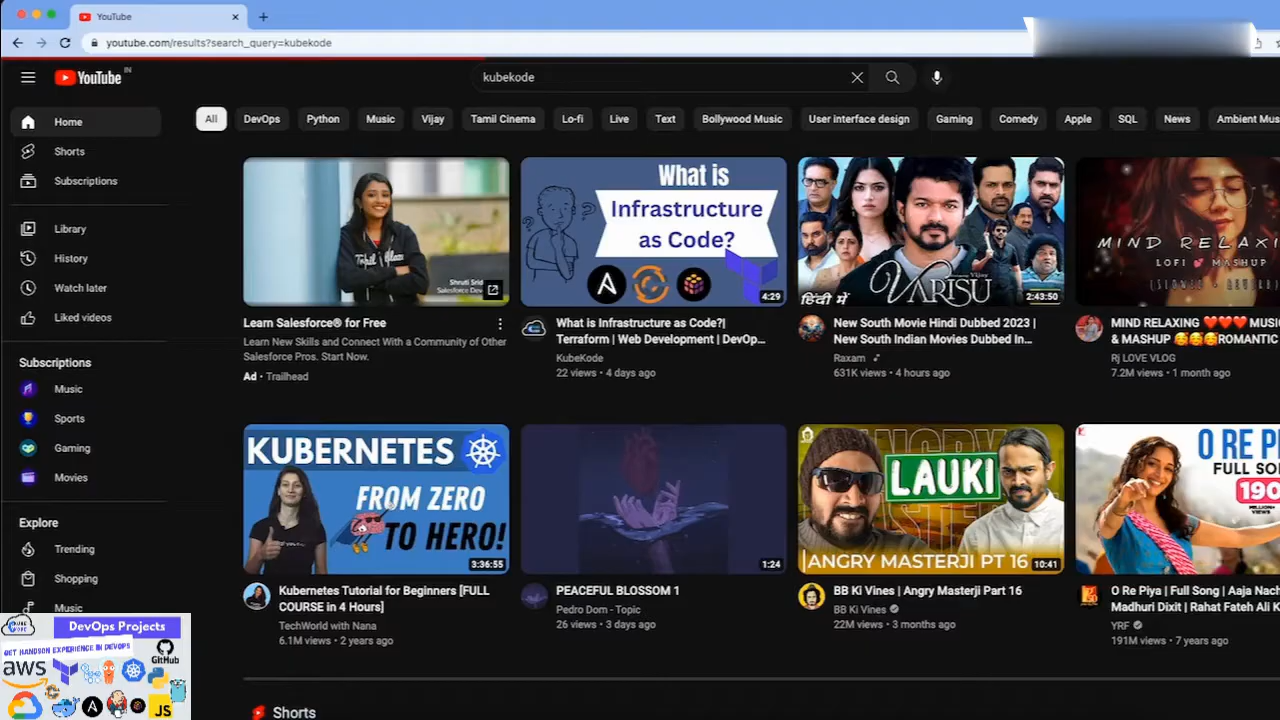 YouTube
youtube.com/results?search_query=kubekode
YouTube IN
kubekode
Home
Shorts
Subscriptions
Library
History
Watch later
Liked videos
Subscriptions
Music
Sports
Gaming
Movies
Explore
Trending
Shopping
Music
All
DevOps
Python
Music
Vijay
Tamil Cinema
Lo-fi
Live
Text
Bollywood Music
User interface design
Gaming
Comedy
Apple
SQL
News
Ambient Mus
Shruti Srid
Salesforce Dev
Learn Salesforce® for Free
Learn New Skills and Connect With a Community of Other
Salesforce Pros. Start Now.
Ad • Trailhead
What is
Infrastructure
as Code?
4:29
What is Infrastructure as Code?|
Terraform | Web Development | DevOp...
KubeKode
22 views • 4 days ago
VARISU
हिन्दी में
2:43:50
New South Movie Hindi Dubbed 2023 |
New South Indian Movies Dubbed In...
Raxam
631K views • 4 hours ago
MIND RELAXI
LOFI MASHUP
MIND RELAXING ❤️❤️❤️ MUSI
& MASHUP 🥰🥰🥰ROMANTIC
Rj LOVE VLOG
7.2M views • 1 month ago
KUBERNETES
FROM ZERO
TO HERO!
3:36:55
Kubernetes Tutorial for Beginners [FULL
COURSE in 4 Hours]
TechWorld with Nana
6.1M views • 2 years ago
1:24
PEACEFUL BLOSSOM 1
Pedro Dom - Topic
26 views • 3 days ago
ANGRY
LAUKI
MASTER
ANGRY MASTERJI PT 16
10:41
BB Ki Vines | Angry Masterji Part 16
BB Ki Vines
22M views • 3 months ago
O RE PI
FULL SO
190
MILLION+
VIEWS
O Re Piya | Full Song | Aaja Nach
Madhuri Dixit | Rahat Fateh Ali K
YRF
191M views • 7 years ago
Shorts
DevOps Projects
GET HANDSON EXPERIENCE IN DEVOPS
GitHub
aws
JS